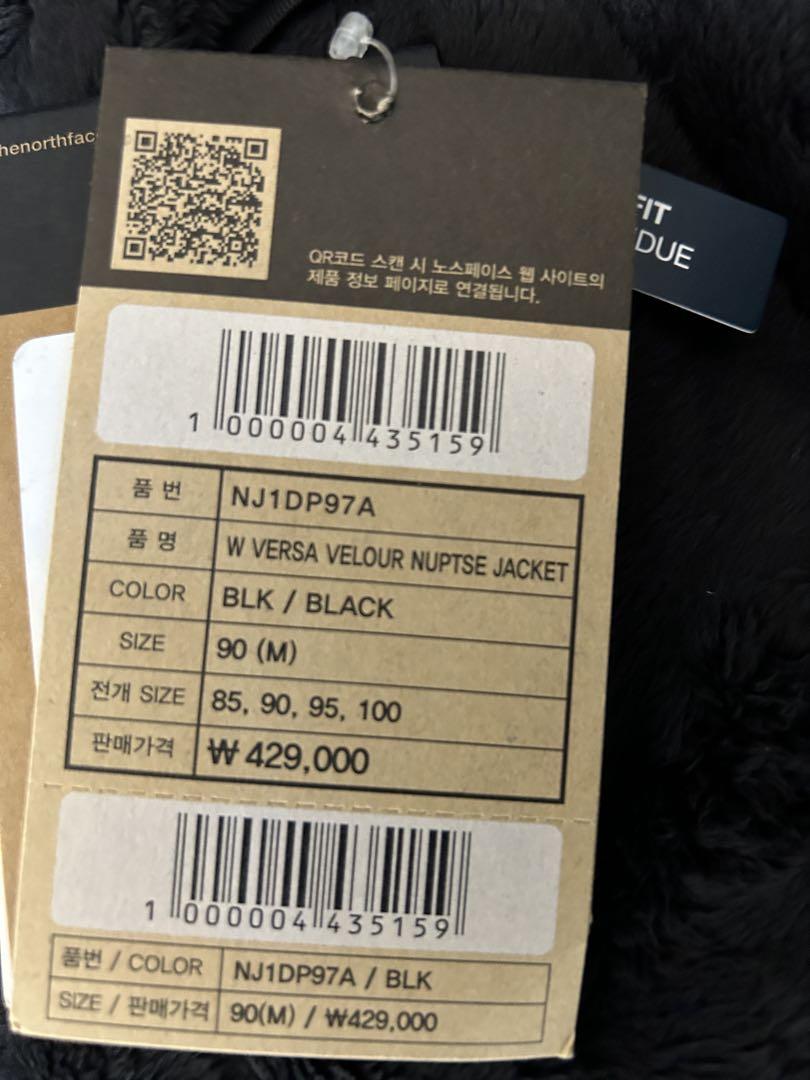 henorthfac
FIT
DUE
QR코드 스캔 시 노스페이스 웹 사이트의
제품 정보 페이지로 연결됩니다.
1 000004 435159
품 번 NJ1DP97A
품 명 W VERSA VELOUR NUPTSE JACKET
COLOR BLK / BLACK
SIZE 90 (M)
전개 SIZE 85, 90, 95, 100
판매가격 ₩ 429,000
1 000004 435159
품번 / COLOR NJ1DP97A / BLK
SIZE / 판매가격 90(M) / ₩429,000